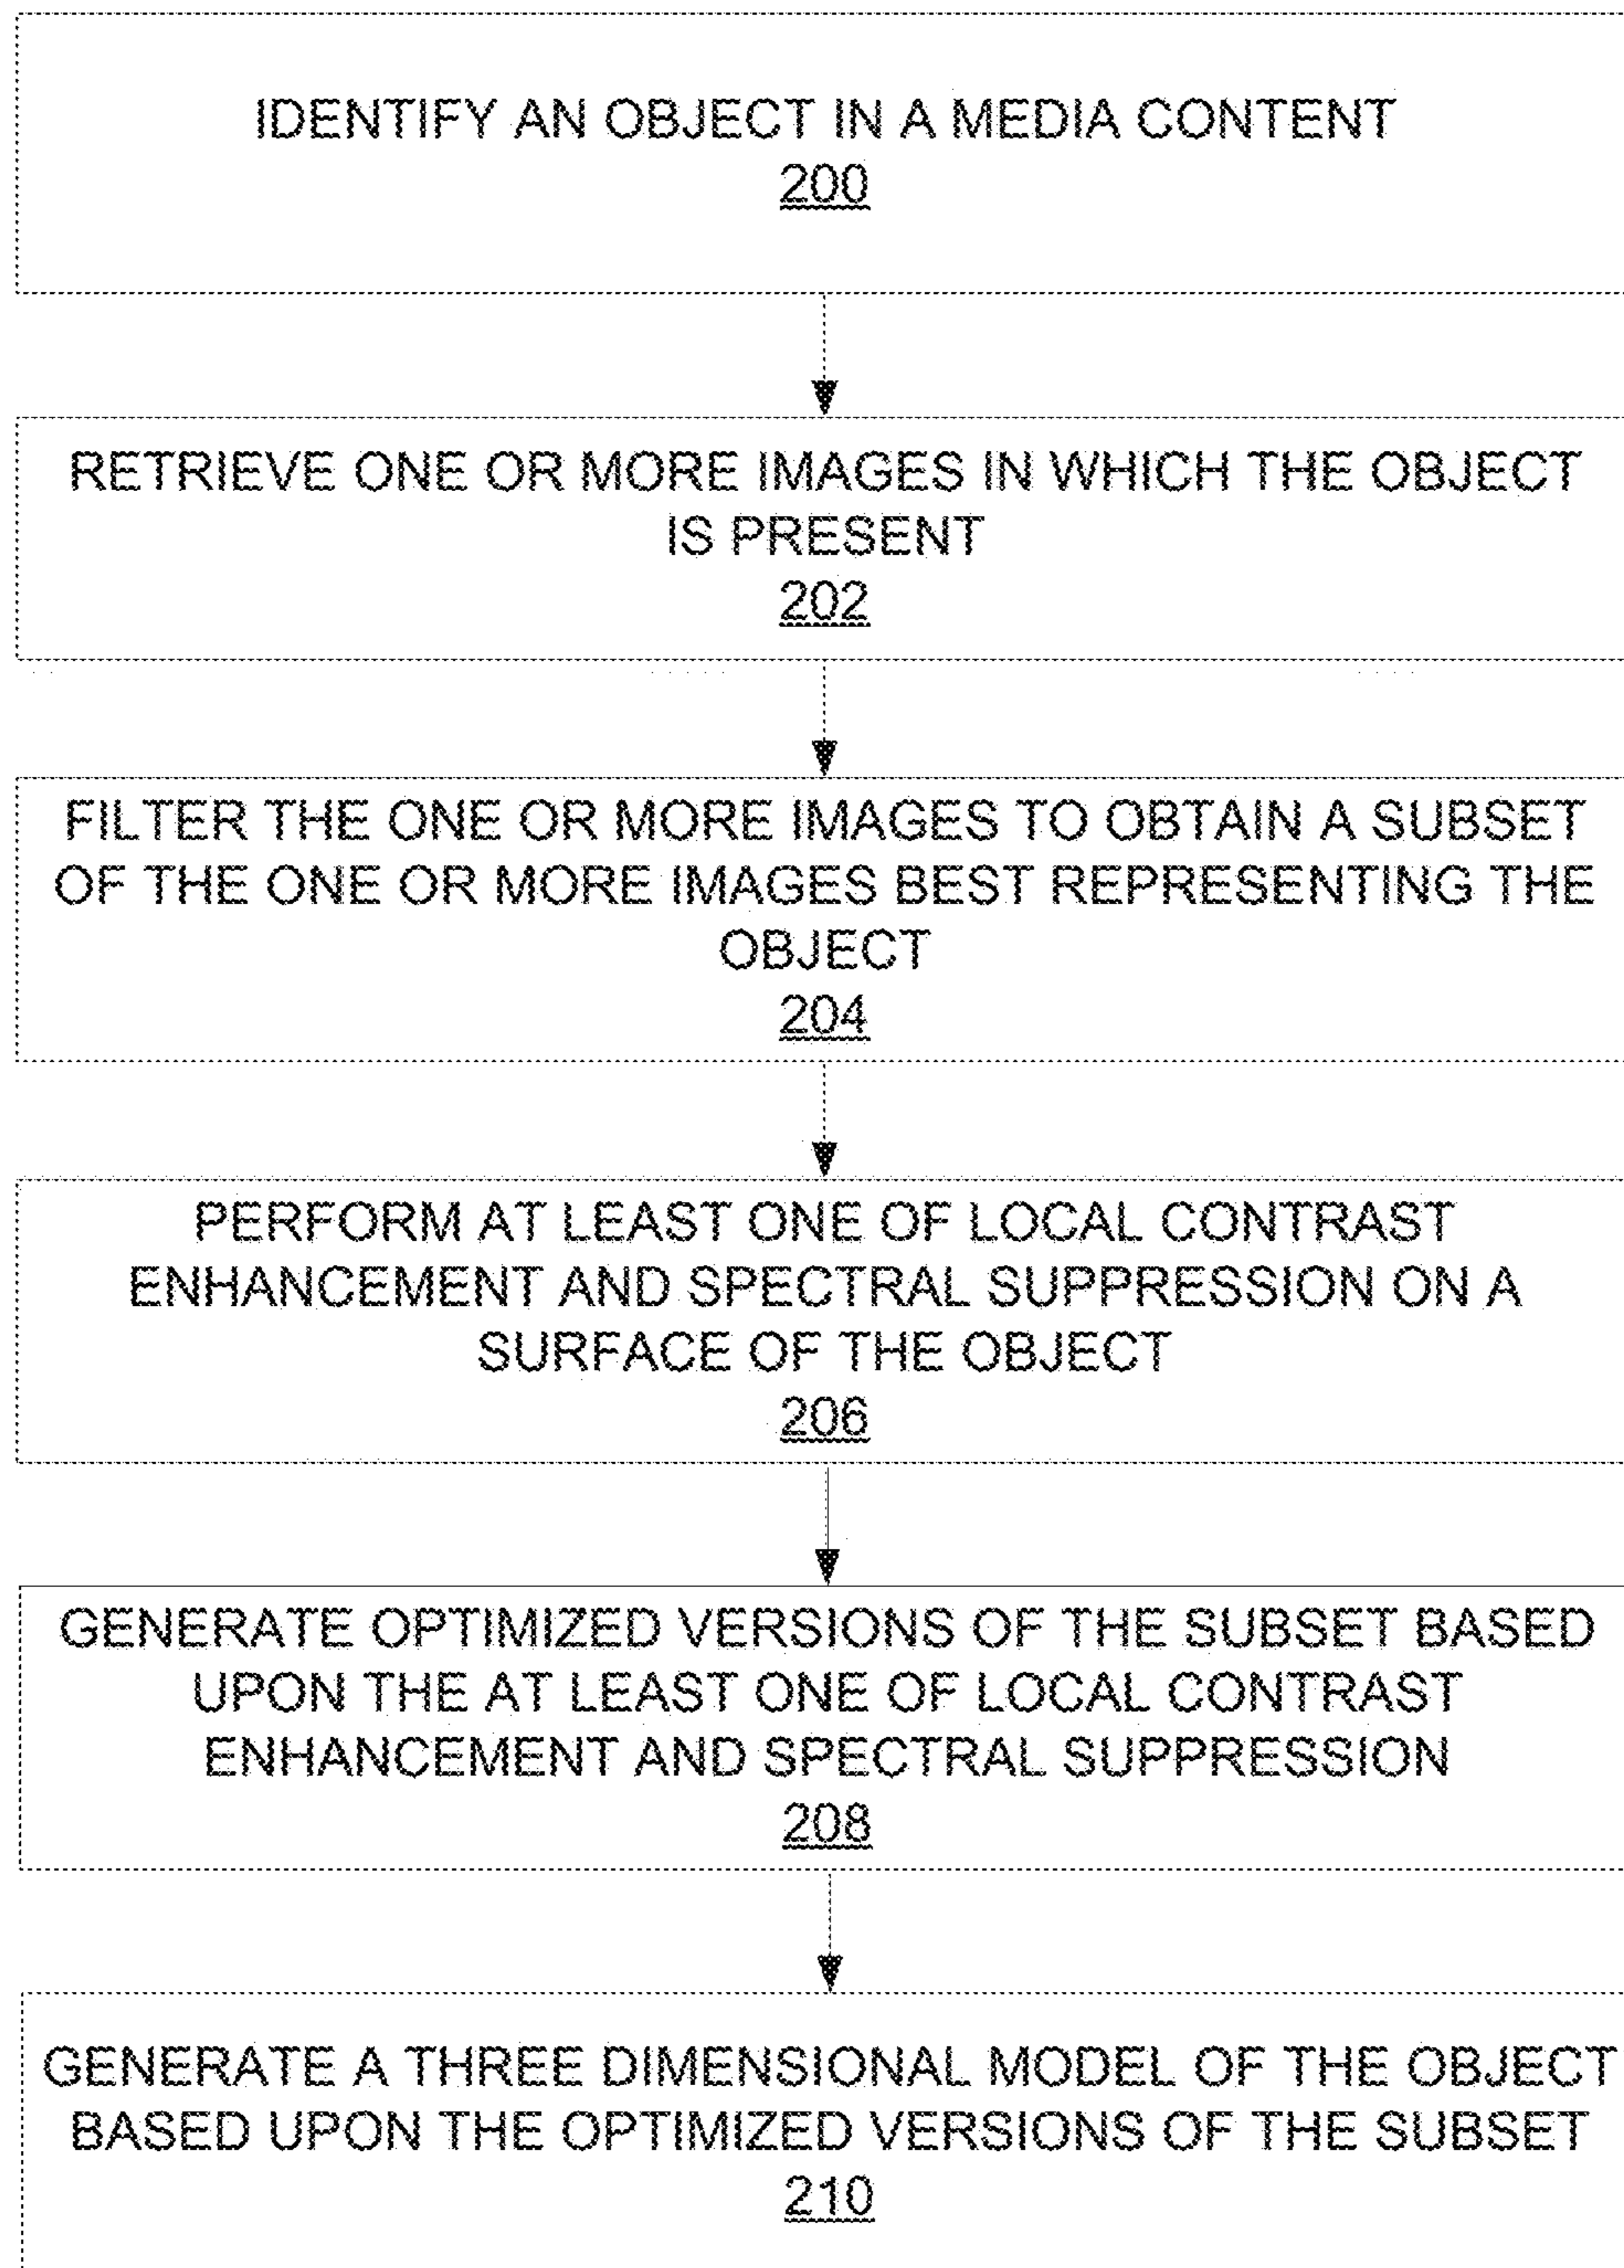 IDENTIFY AN OBJECT IN A MEDIA CONTENT
200
RETRIEVE ONE OR MORE IMAGES IN WHICH THE OBJECT
IS PRESENT
202
FILTER THE ONE OR MORE IMAGES TO OBTAIN A SUBSET
OF THE ONE OR MORE IMAGES BEST REPRESENTING THE
OBJECT
204
PERFORM AT LEAST ONE OF LOCAL CONTRAST
ENHANCEMENT AND SPECTRAL SUPPRESSION ON A
SURFACE OF THE OBJECT
206
GENERATE OPTIMIZED VERSIONS OF THE SUBSET BASED
UPON THE AT LEAST ONE OF LOCAL CONTRAST
ENHANCEMENT AND SPECTRAL SUPPRESSION
208
GENERATE A THREE DIMENSIONAL MODEL OF THE OBJECT
BASED UPON THE OPTIMIZED VERSIONS OF THE SUBSET
210